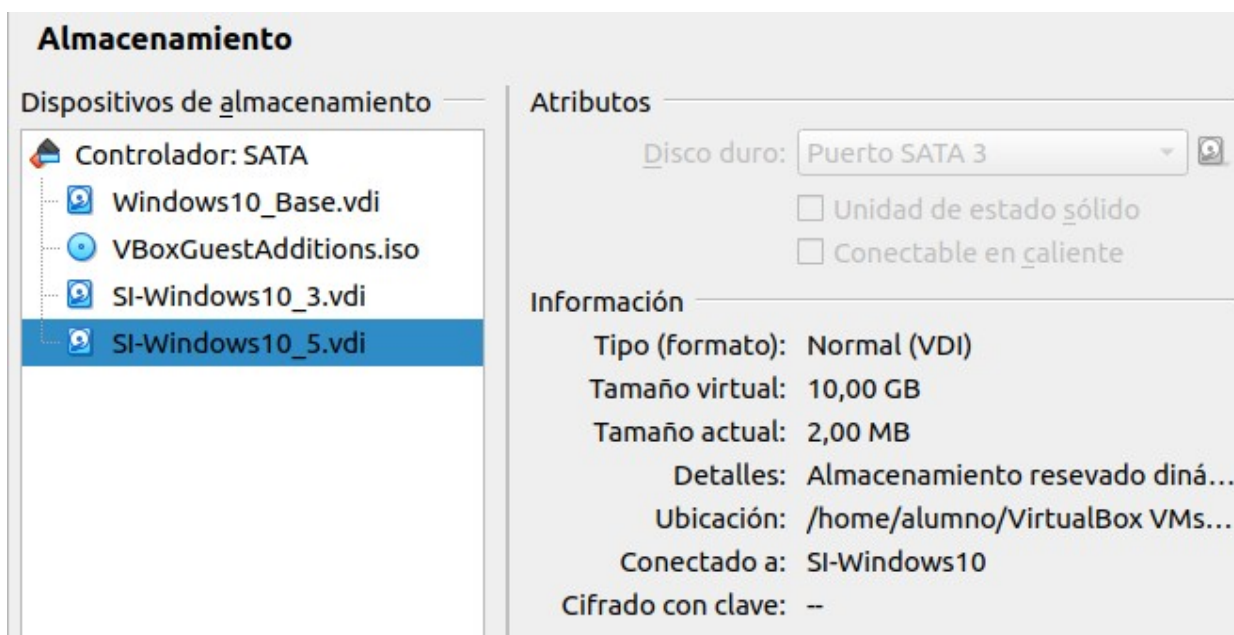 Almacenamiento
Dispositivos de almacenamiento
Controlador: SATA
Windows10_Base.vdi
VBoxGuestAdditions.iso
SI-Windows10_3.vdi
SI-Windows10_5.vdi
Atributos
Disco duro: Puerto SATA 3
Unidad de estado sólido
Conectable en caliente
Información
Tipo (formato): Normal (VDI)
Tamaño virtual: 10,00 GB
Tamaño actual: 2,00 MB
Detalles: Almacenamiento resevado diná...
Ubicación: /home/alumno/VirtualBox VMs...
Conectado a: SI-Windows10
Cifrado con clave: --